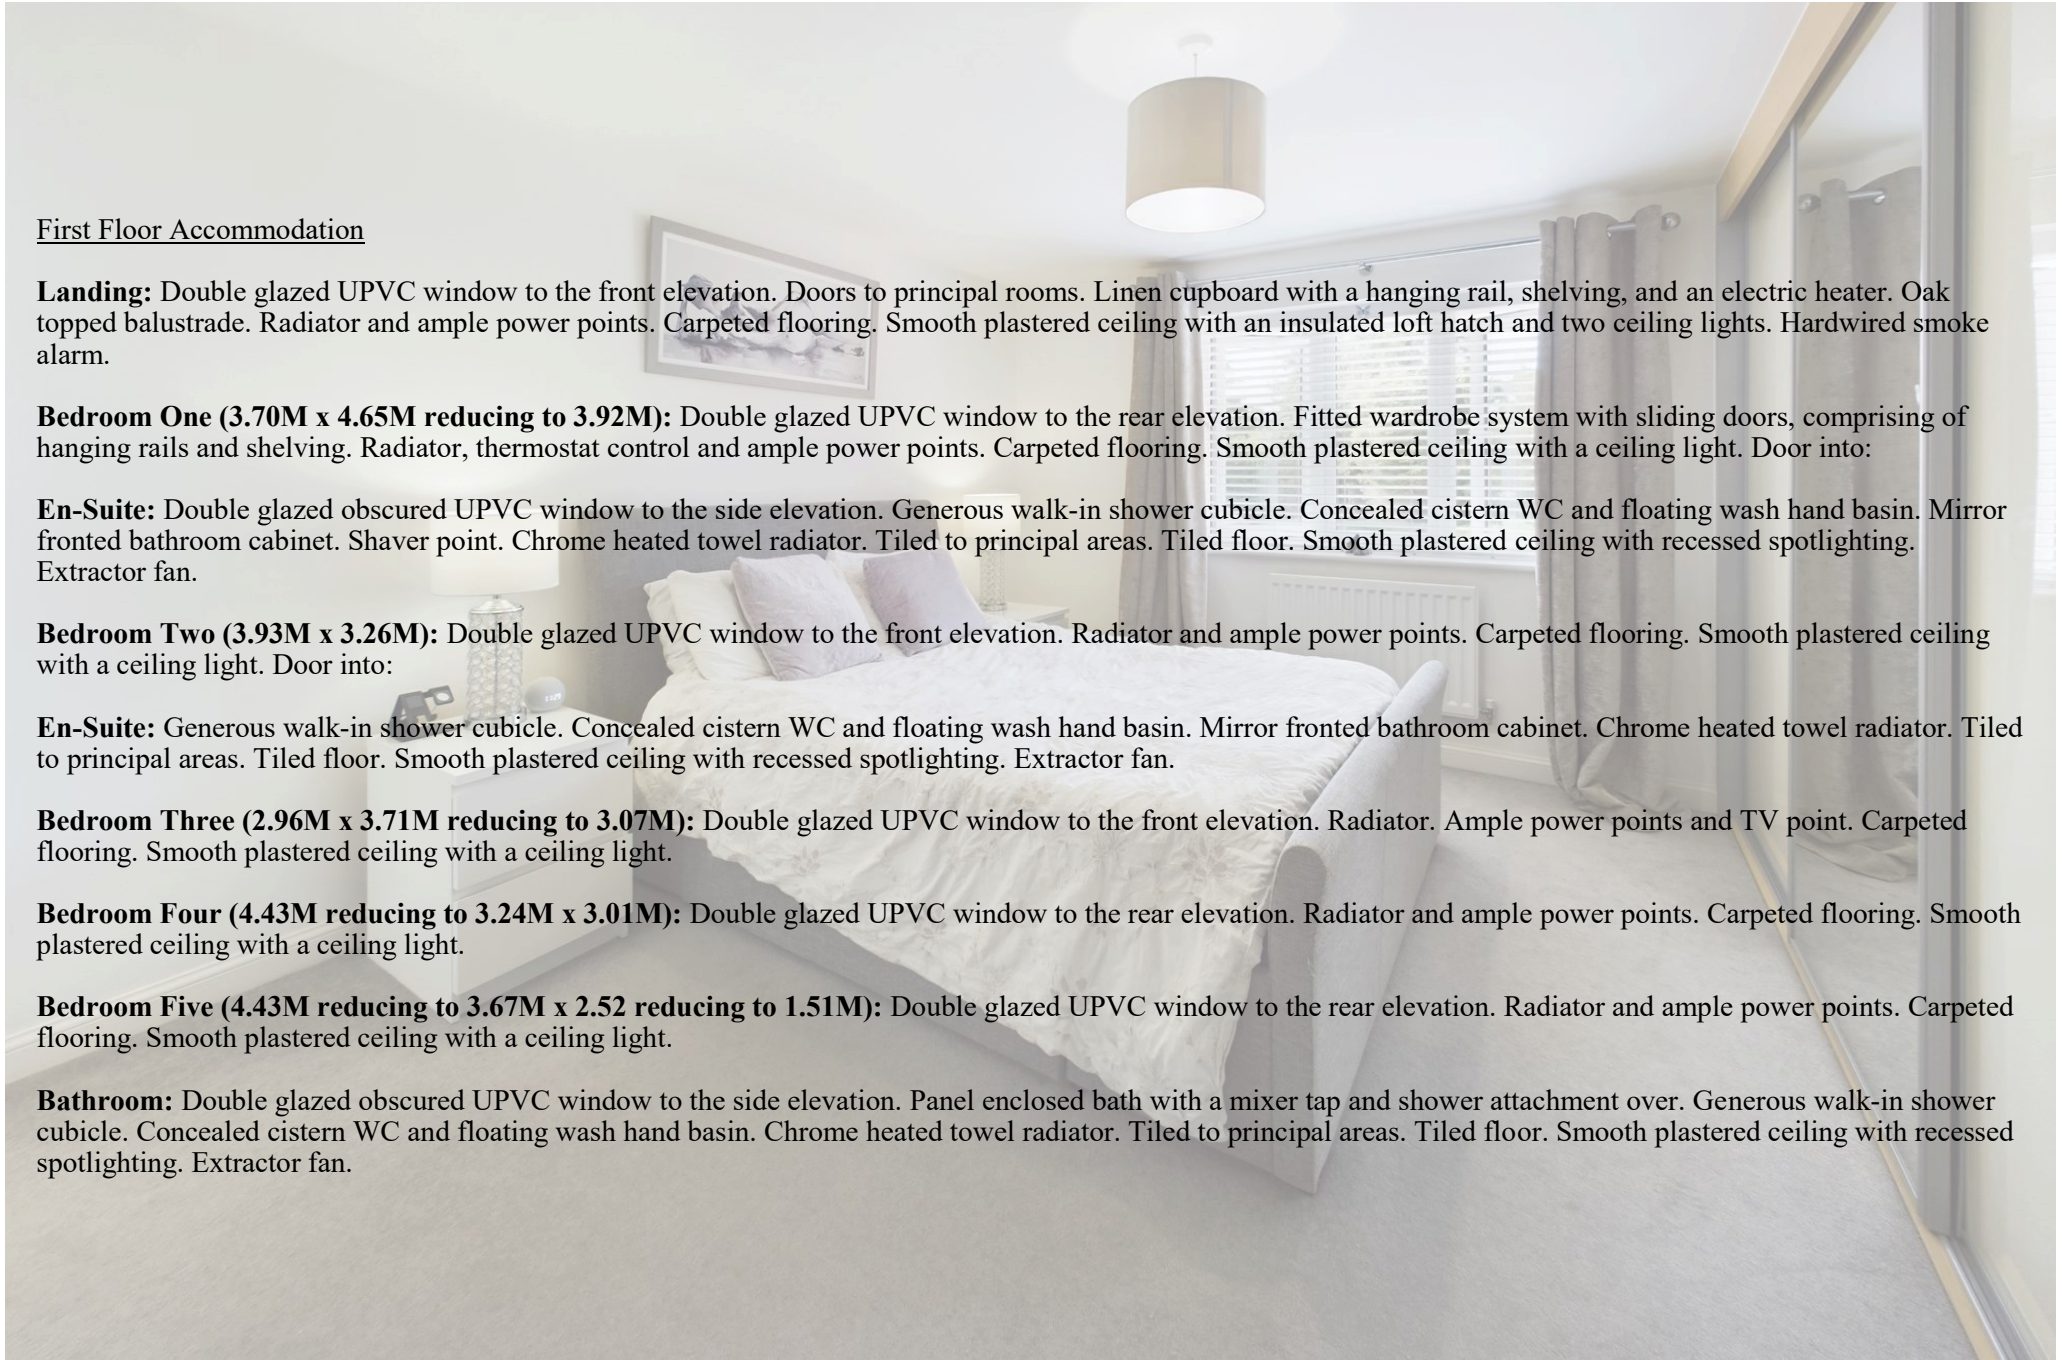 First Floor Accommodation
Landing: Double glazed UPVC window to the front elevation. Doors to principal rooms. Linen cupboard with a hanging rail, shelving, and an electric heater. Oak
topped balustrade. Radiator and ample power points. Carpeted flooring. Smooth plastered ceiling with an insulated loft hatch and two ceiling lights. Hardwired smoke
alarm.
Bedroom One (3.70M x 4.65M reducing to 3.92M): Double glazed UPVC window to the rear elevation. Fitted wardrobe system with sliding doors, comprising of
hanging rails and shelving. Radiator, thermostat control and ample power points. Carpeted flooring. Smooth plastered ceiling with a ceiling light. Door into:
En-Suite: Double glazed obscured UPVC window to the side elevation. Generous walk-in shower cubicle. Concealed cistern WC and floating wash hand basin. Mirror
fronted bathroom cabinet. Shaver point. Chrome heated towel radiator. Tiled to principal areas. Tiled floor. Smooth plastered ceiling with recessed spotlighting.
Extractor fan.
Bedroom Two (3.93M x 3.26M): Double glazed UPVC window to the front elevation. Radiator and ample power points. Carpeted flooring. Smooth plastered ceiling
with a ceiling light. Door into:
En-Suite: Generous walk-in shower cubicle. Concealed cistern WC and floating wash hand basin. Mirror fronted bathroom cabinet. Chrome heated towel radiator. Tiled
to principal areas. Tiled floor. Smooth plastered ceiling with recessed spotlighting. Extractor fan.
Bedroom Three (2.96M x 3.71M reducing to 3.07M): Double glazed UPVC window to the front elevation. Radiator. Ample power points and TV point. Carpeted
flooring. Smooth plastered ceiling with a ceiling light.
Bedroom Four (4.43M reducing to 3.24M x 3.01M): Double glazed UPVC window to the rear elevation. Radiator and ample power points. Carpeted flooring. Smooth
plastered ceiling with a ceiling light.
Bedroom Five (4.43M reducing to 3.67M x 2.52 reducing to 1.51M): Double glazed UPVC window to the rear elevation. Radiator and ample power points. Carpeted
flooring. Smooth plastered ceiling with a ceiling light.
Bathroom: Double glazed obscured UPVC window to the side elevation. Panel enclosed bath with a mixer tap and shower attachment over. Generous walk-in shower
cubicle. Concealed cistern WC and floating wash hand basin. Chrome heated towel radiator. Tiled to principal areas. Tiled floor. Smooth plastered ceiling with recessed
spotlighting. Extractor fan.